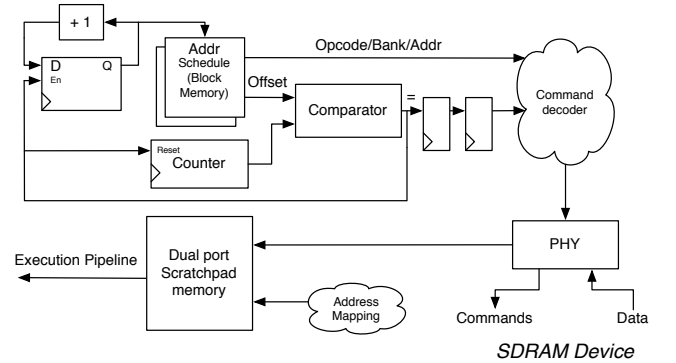 + 1
D Q
En
Addr
Schedule
(Block
Memory)
Opcode/Bank/Addr
Offset
Comparator
=
Command
decoder
Reset
Counter
Execution Pipeline
Dual port
Scratchpad
memory
PHY
Address
Mapping
Commands
Data
SDRAM Device